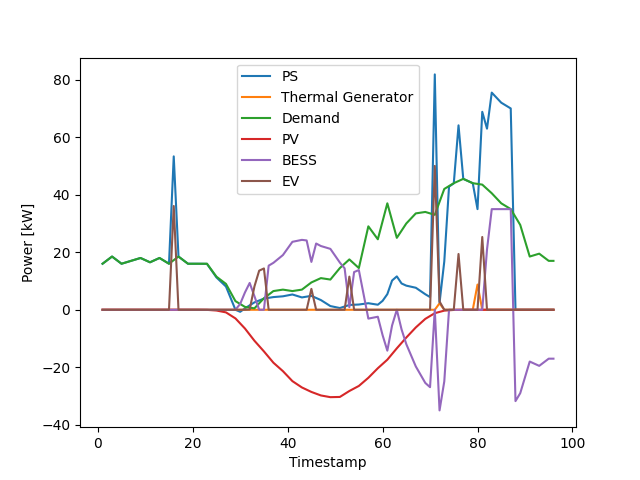 PS
Thermal Generator
Demand
PV
BESS
EV
Power [kW]
80
60
40
20
0
−20
−40
0 20 40 60 80 100
Timestamp